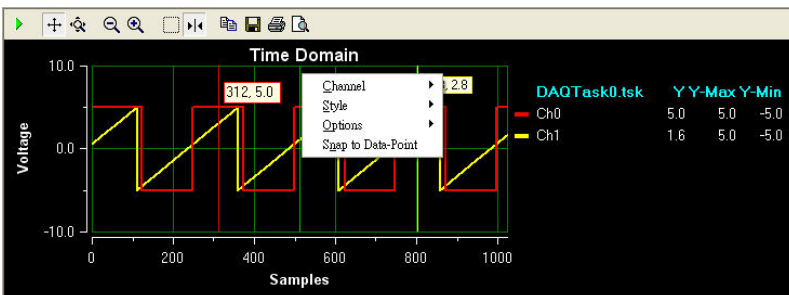 Time Domain
10.0
0.0
-10.0
Voltage
312, 5.0
, 2.8
Channel
Style
Options
Snap to Data-Point
0 200 400 600 800 1000
Samples
DAQTask0.tsk Y Y-Max Y-Min
Ch0 5.0 5.0 -5.0
Ch1 1.6 5.0 -5.0